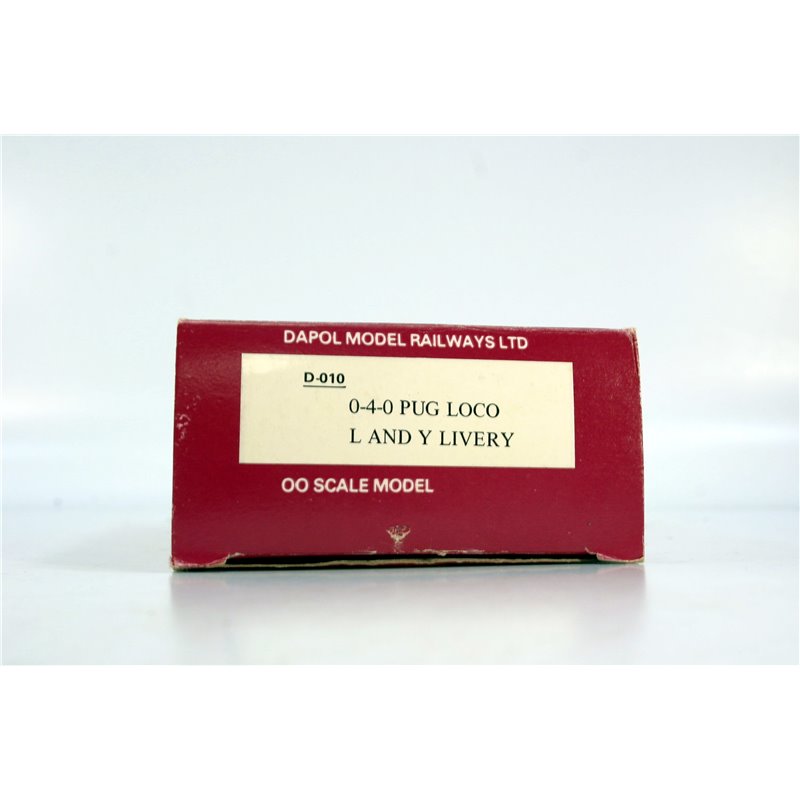 DAPOL MODEL RAILWAYS LTD
D-010
0-4-0 PUG LOCO
L AND Y LIVERY
OO SCALE MODEL